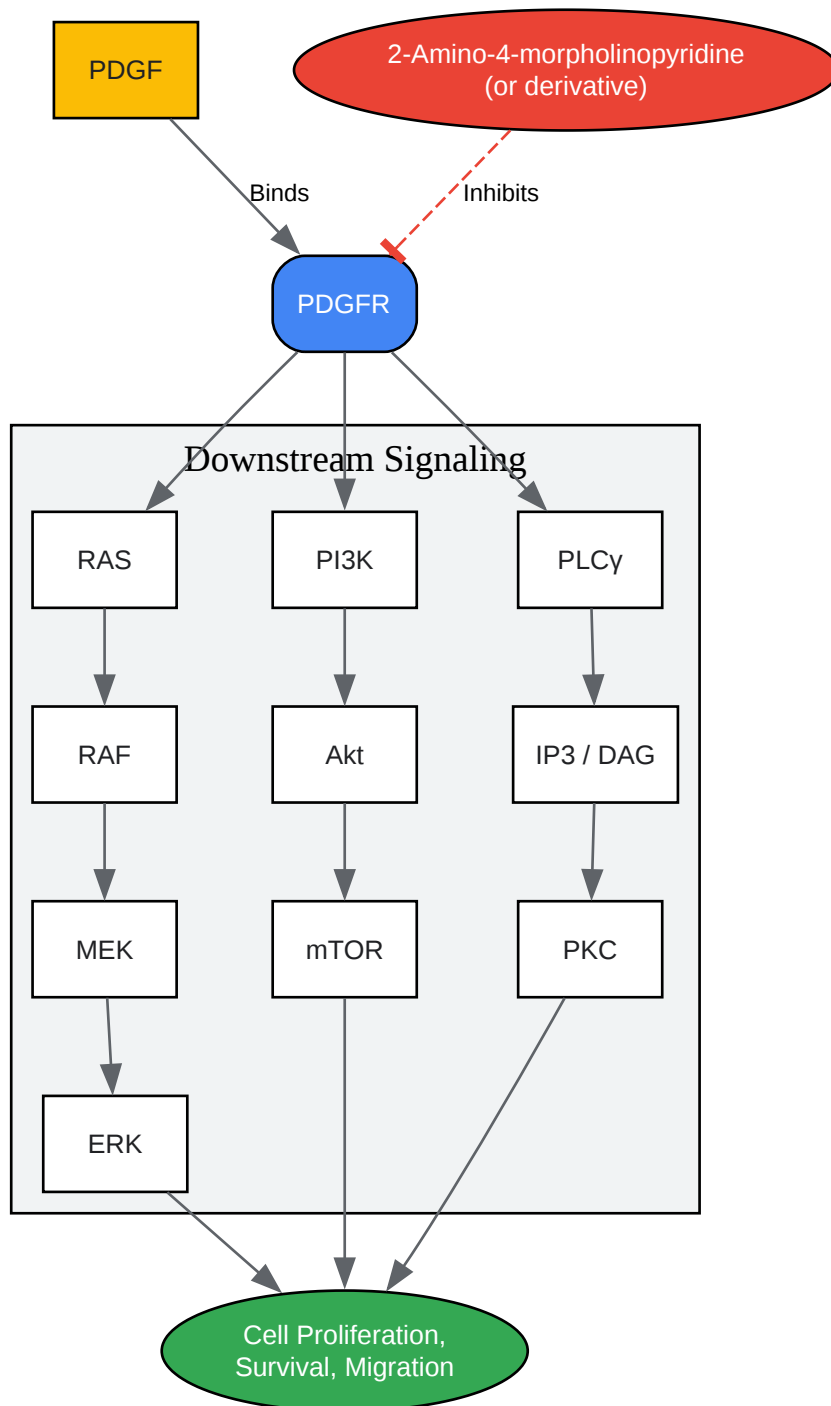 PDGF
2-Amino-4-morpholinopyridine
(or derivative)
Binds
Inhibits
PDGFR
Downstream Signaling
RAS
PI3K
PLCγ
RAF
Akt
IP3 / DAG
MEK
mTOR
PKC
ERK
Cell Proliferation,
Survival, Migration